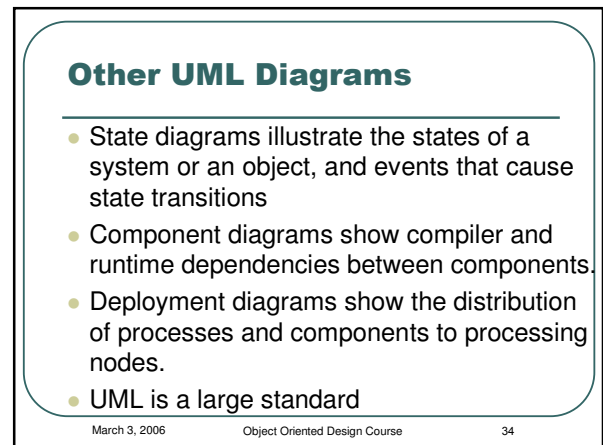 Other UML Diagrams
● State diagrams illustrate the states of a
system or an object, and events that cause
state transitions
● Component diagrams show compiler and
runtime dependencies between components.
● Deployment diagrams show the distribution
of processes and components to processing
nodes.
● UML is a large standard
March 3, 2006 Object Oriented Design Course 34